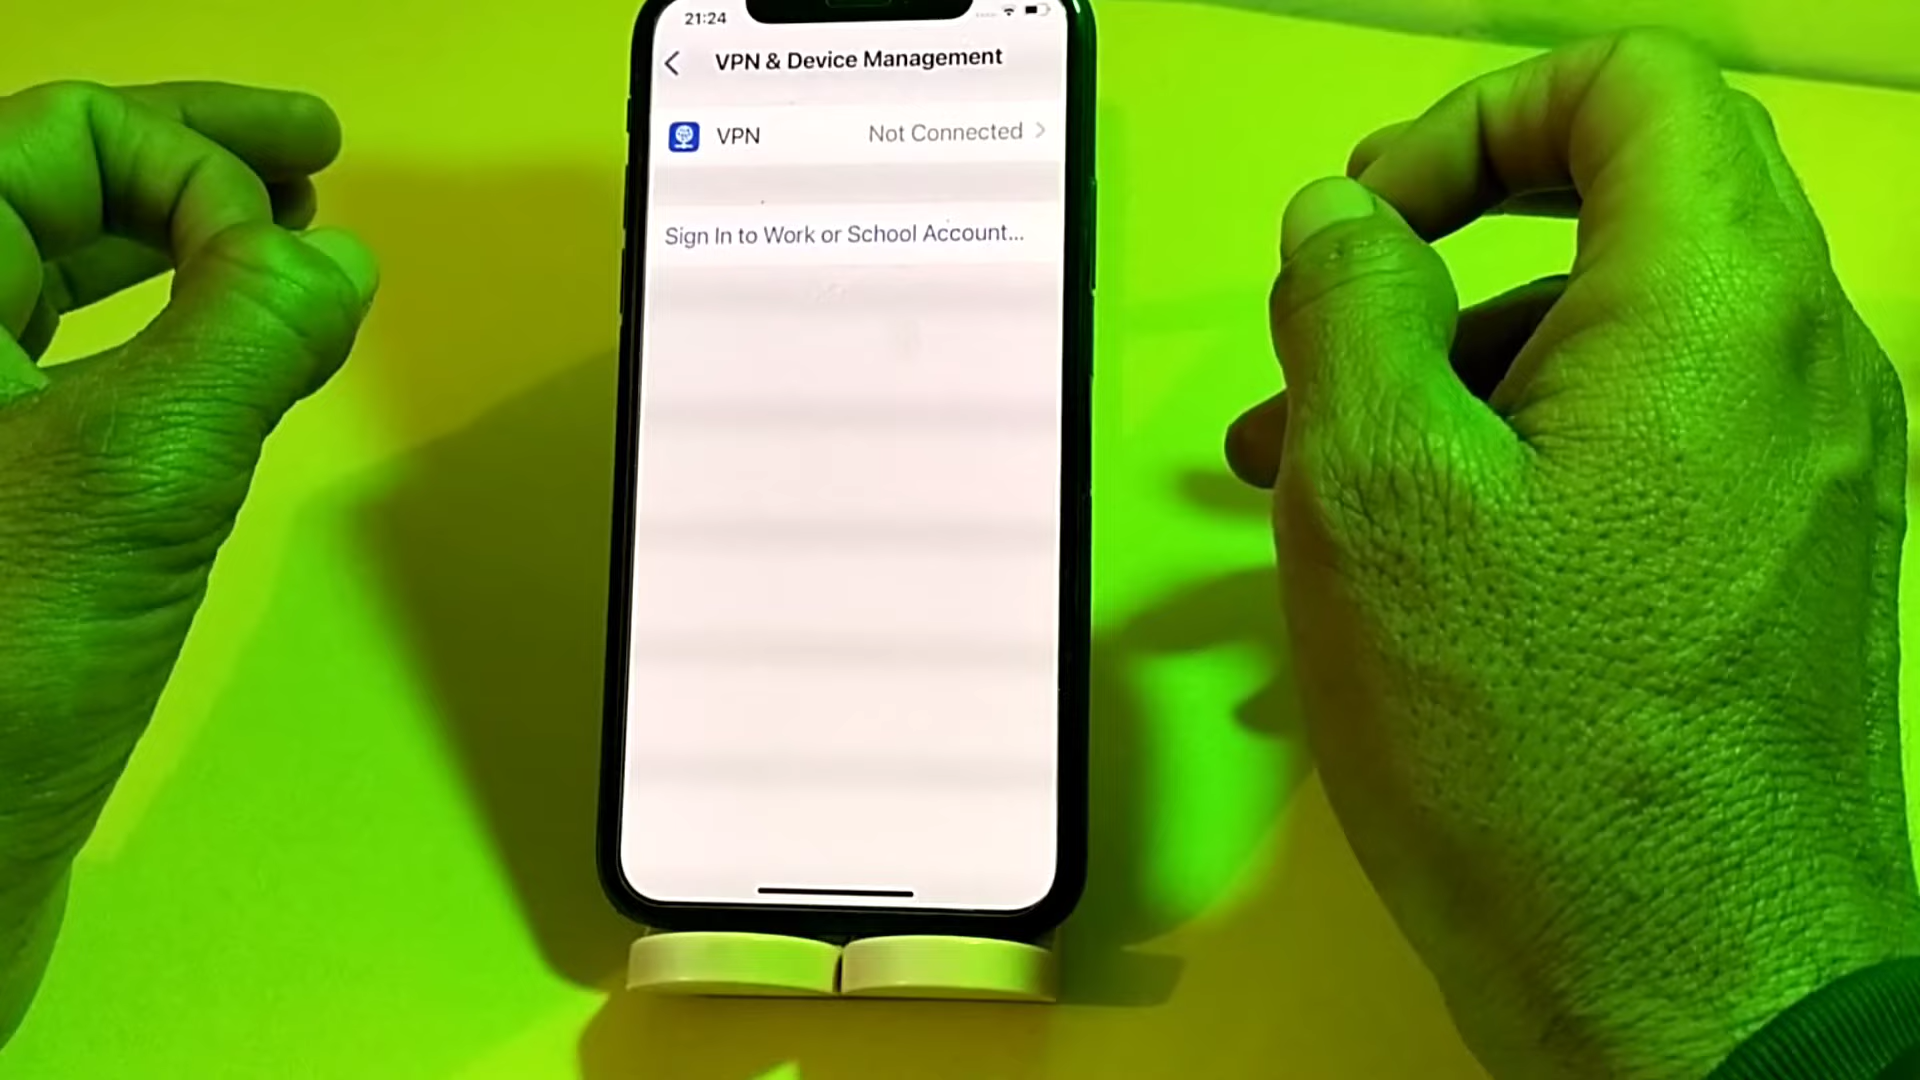 21:24
VPN & Device Management
VPN Not Connected
Sign In to Work or School Account...